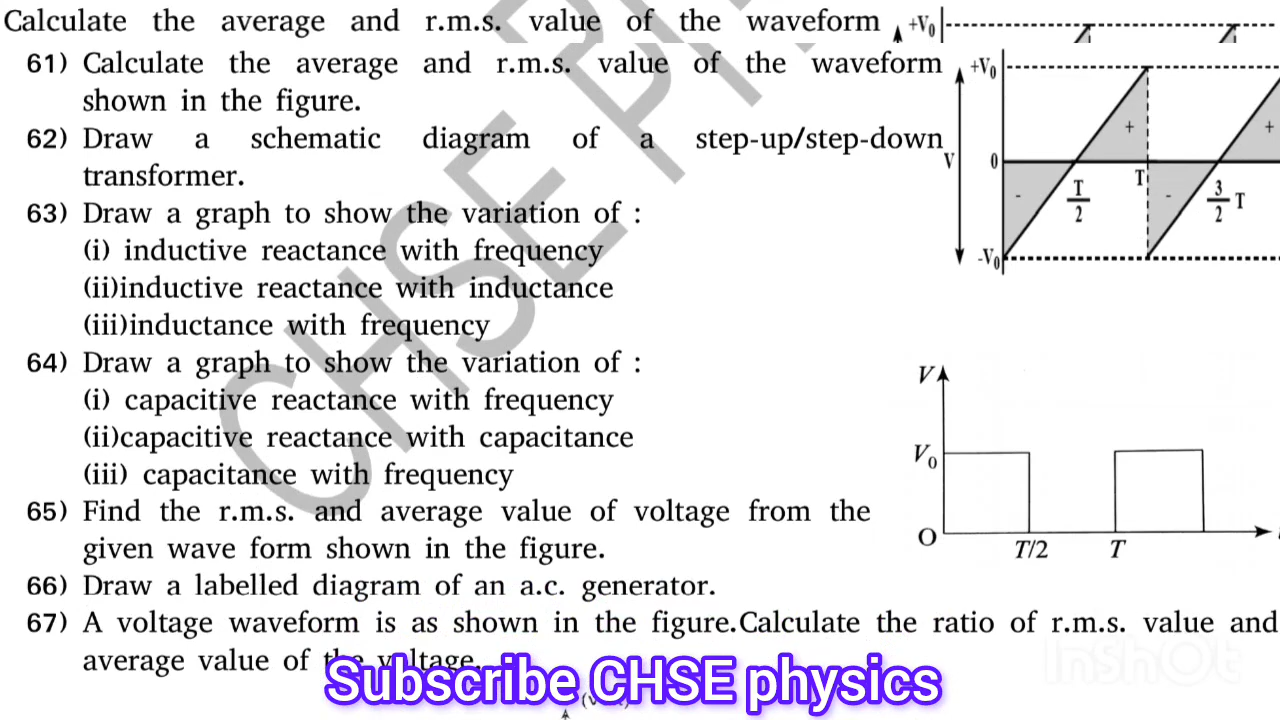 Calculate the average and r.m.s. value of the waveform
+V₀
61) Calculate the average and r.m.s. value of the waveform
shown in the figure.
+V₀
V
0
-V₀
+
+
-
-
T/2
T
3/2 T
62) Draw a schematic diagram of a step-up/step-down
transformer.
63) Draw a graph to show the variation of :
(i) inductive reactance with frequency
(ii)inductive reactance with inductance
(iii)inductance with frequency
64) Draw a graph to show the variation of :
(i) capacitive reactance with frequency
(ii)capacitive reactance with capacitance
(iii) capacitance with frequency
V
V₀
O
T/2
T
65) Find the r.m.s. and average value of voltage from the
given wave form shown in the figure.
66) Draw a labelled diagram of an a.c. generator.
67) A voltage waveform is as shown in the figure.Calculate the ratio of r.m.s. value and
average value of the voltage.
Subscribe CHSE physics
InshOt
CHSE